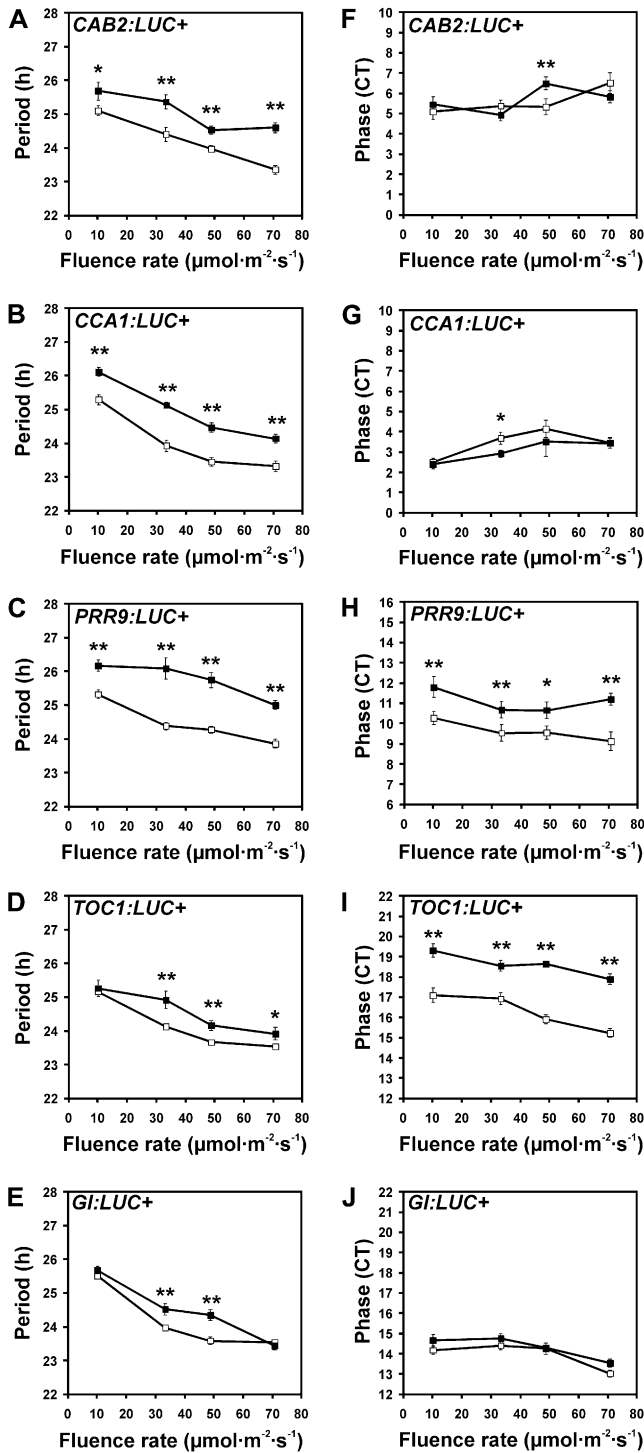 A
CAB2:LUC+
28
27
26
25
24
23
22
* ** ** **
Period (h)
0 10 20 30 40 50 60 70 80
Fluence rate (µmol·m-2·s-1)
F
CAB2:LUC+
10
9
8
7
6
5
4
3
2
1
0
**
Phase (CT)
0 10 20 30 40 50 60 70 80
Fluence rate (µmol·m-2·s-1)
B
CCA1:LUC+
28
27
26
25
24
23
22
** ** ** **
Period (h)
0 10 20 30 40 50 60 70 80
Fluence rate (µmol·m-2·s-1)
G
CCA1:LUC+
10
9
8
7
6
5
4
3
2
1
0
*
Phase (CT)
0 10 20 30 40 50 60 70 80
Fluence rate (µmol·m-2·s-1)
C
PRR9:LUC+
28
27
26
25
24
23
22
** ** ** **
Period (h)
0 10 20 30 40 50 60 70 80
Fluence rate (µmol·m-2·s-1)
H
PRR9:LUC+
16
15
14
13
12
11
10
9
8
7
6
** ** * **
Phase (CT)
0 10 20 30 40 50 60 70 80
Fluence rate (µmol·m-2·s-1)
D
TOC1:LUC+
28
27
26
25
24
23
22
** ** *
Period (h)
0 10 20 30 40 50 60 70 80
Fluence rate (µmol·m-2·s-1)
I
TOC1:LUC+
22
21
20
19
18
17
16
15
14
13
12
** ** ** **
Phase (CT)
0 10 20 30 40 50 60 70 80
Fluence rate (µmol·m-2·s-1)
E
GI:LUC+
28
27
26
25
24
23
22
** **
Period (h)
0 10 20 30 40 50 60 70 80
Fluence rate (µmol·m-2·s-1)
J
GI:LUC+
22
21
20
19
18
17
16
15
14
13
12
Phase (CT)
0 10 20 30 40 50 60 70 80
Fluence rate (µmol·m-2·s-1)